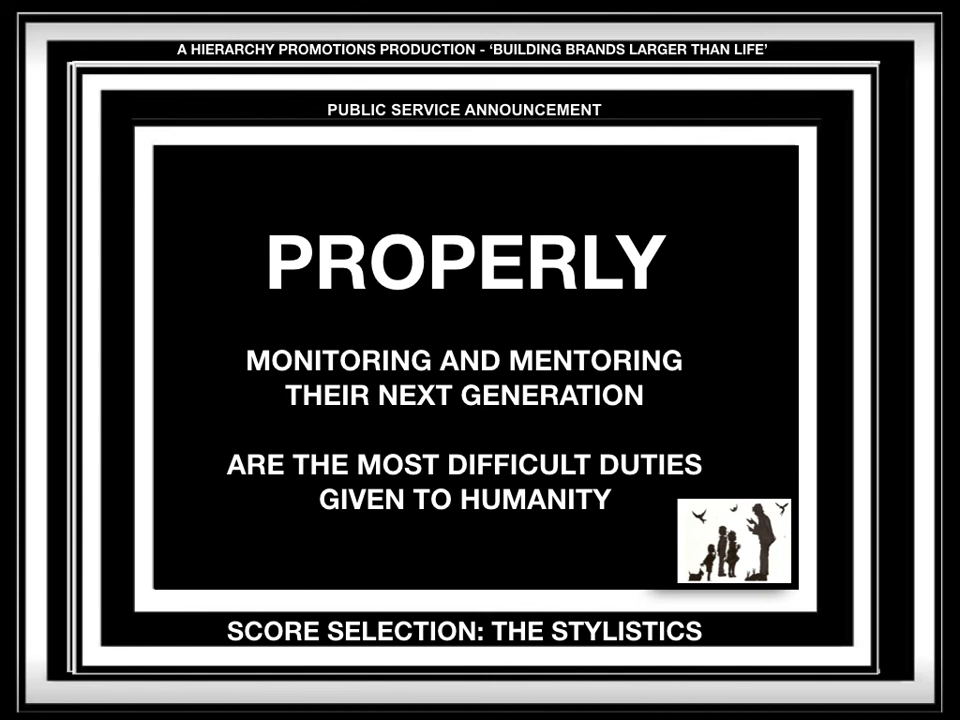 A HIERARCHY PROMOTIONS PRODUCTION - ‘BUILDING BRANDS LARGER THAN LIFE’
PUBLIC SERVICE ANNOUNCEMENT
PROPERLY
MONITORING AND MENTORING
THEIR NEXT GENERATION
ARE THE MOST DIFFICULT DUTIES
GIVEN TO HUMANITY
SCORE SELECTION: THE STYLISTICS